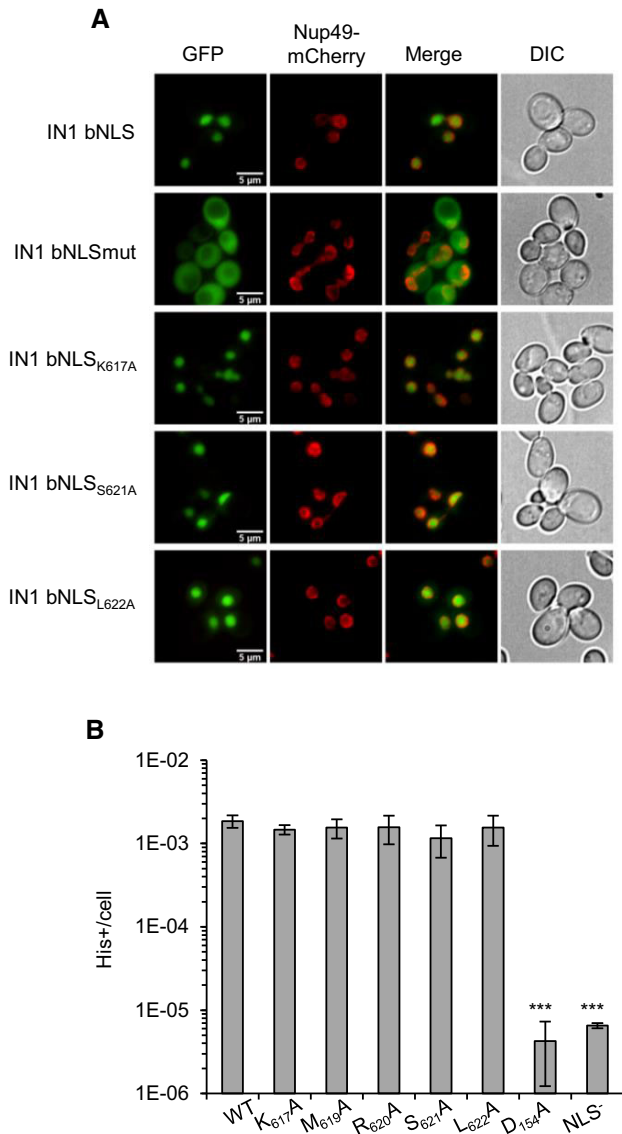 A
GFP
Nup49-
mCherry
Merge
DIC
IN1 bNLS
5 μm
IN1 bNLSmut
5 μm
IN1 bNLSK617A
5 μm
IN1 bNLSS621A
5 μm
IN1 bNLSL622A
5 μm
B
1E-02
1E-03
1E-04
1E-05
1E-06
His+/cell
*** ***
WT K617A M619A R620A S621A L622A D154A NLS-